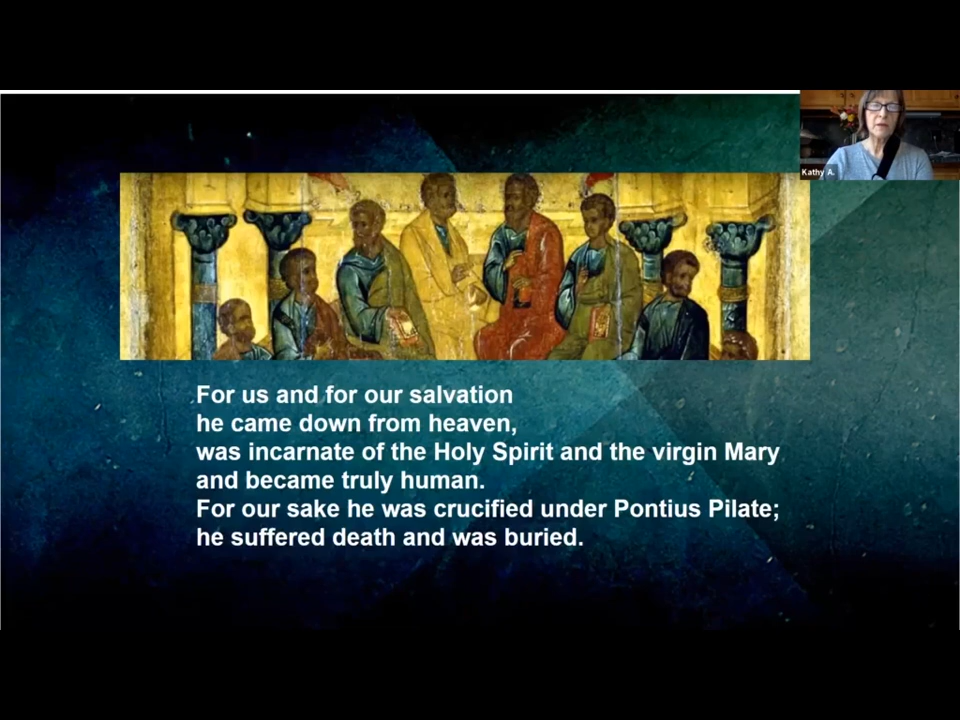 Kathy A.
For us and for our salvation
he came down from heaven,
was incarnate of the Holy Spirit and the virgin Mary
and became truly human.
For our sake he was crucified under Pontius Pilate;
he suffered death and was buried.